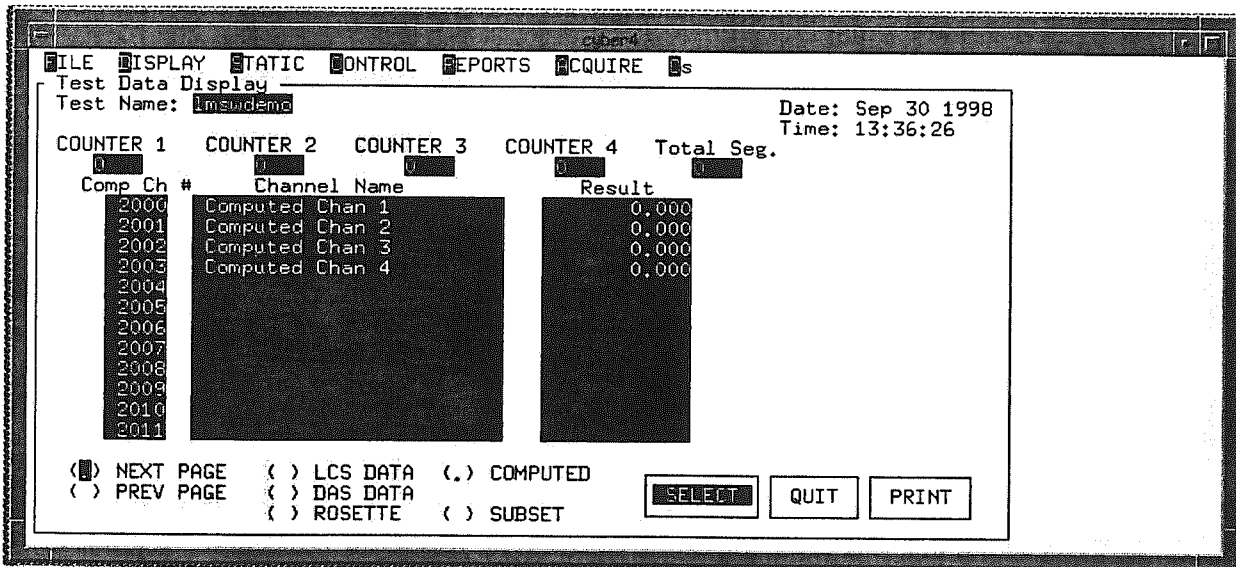 cyber4
FILE DISPLAY STATIC CONTROL REPORTS ACQUIRE Ds
Test Data Display
Test Name: lmswdemo
Date: Sep 30 1998
Time: 13:36:26
COUNTER 1 COUNTER 2 COUNTER 3 COUNTER 4 Total Seg.
0 0 0 0 0
Comp Ch # Channel Name Result
2000 Computed Chan 1 0.000
2001 Computed Chan 2 0.000
2002 Computed Chan 3 0.000
2003 Computed Chan 4 0.000
2004
2005
2006
2007
2008
2009
2010
2011
( ) NEXT PAGE ( ) LCS DATA (.) COMPUTED
( ) PREV PAGE ( ) DAS DATA
( ) ROSETTE ( ) SUBSET
SELECT QUIT PRINT